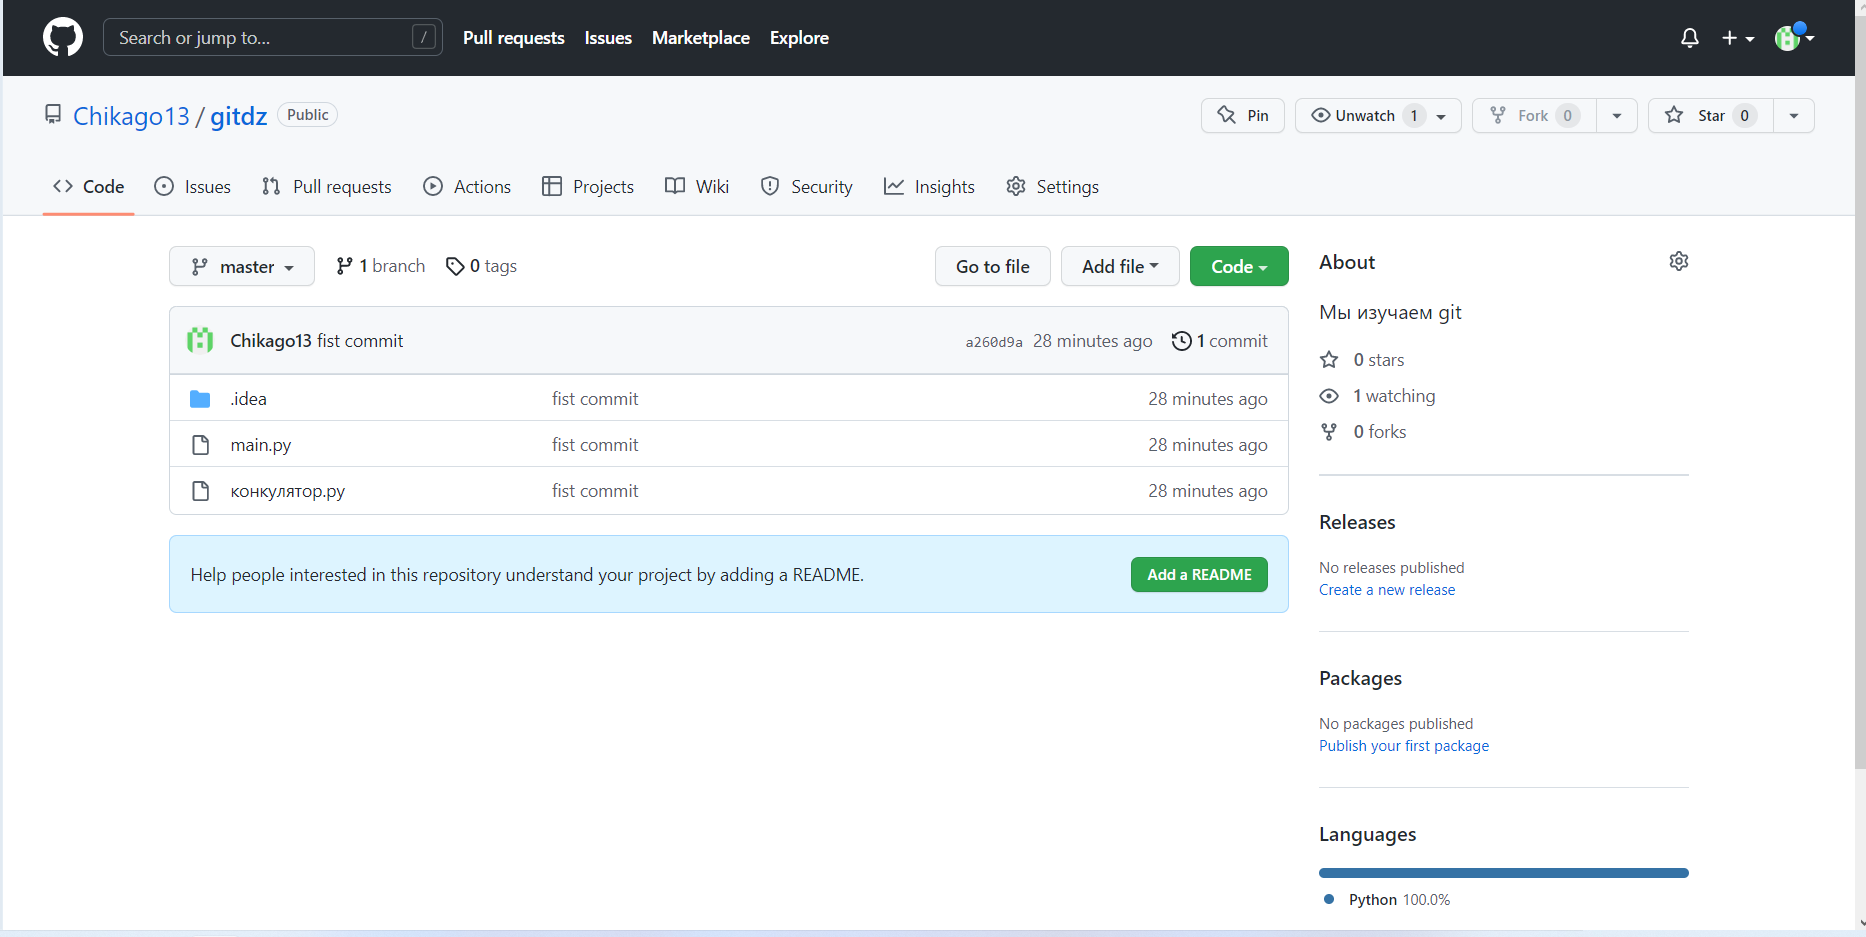 Search or jump to... /
Pull requests Issues Marketplace Explore
Chikago13 / gitdz Public
Pin Unwatch 1 Fork 0 Star 0
Code Issues Pull requests Actions Projects Wiki Security Insights Settings
master 1 branch 0 tags
Go to file Add file Code
Chikago13 fist commit a260d9a 28 minutes ago 1 commit
.idea fist commit 28 minutes ago
main.py fist commit 28 minutes ago
конкулятор.py fist commit 28 minutes ago
Help people interested in this repository understand your project by adding a README. Add a README
About
Мы изучаем git
0 stars
1 watching
0 forks
Releases
No releases published
Create a new release
Packages
No packages published
Publish your first package
Languages
Python 100.0%